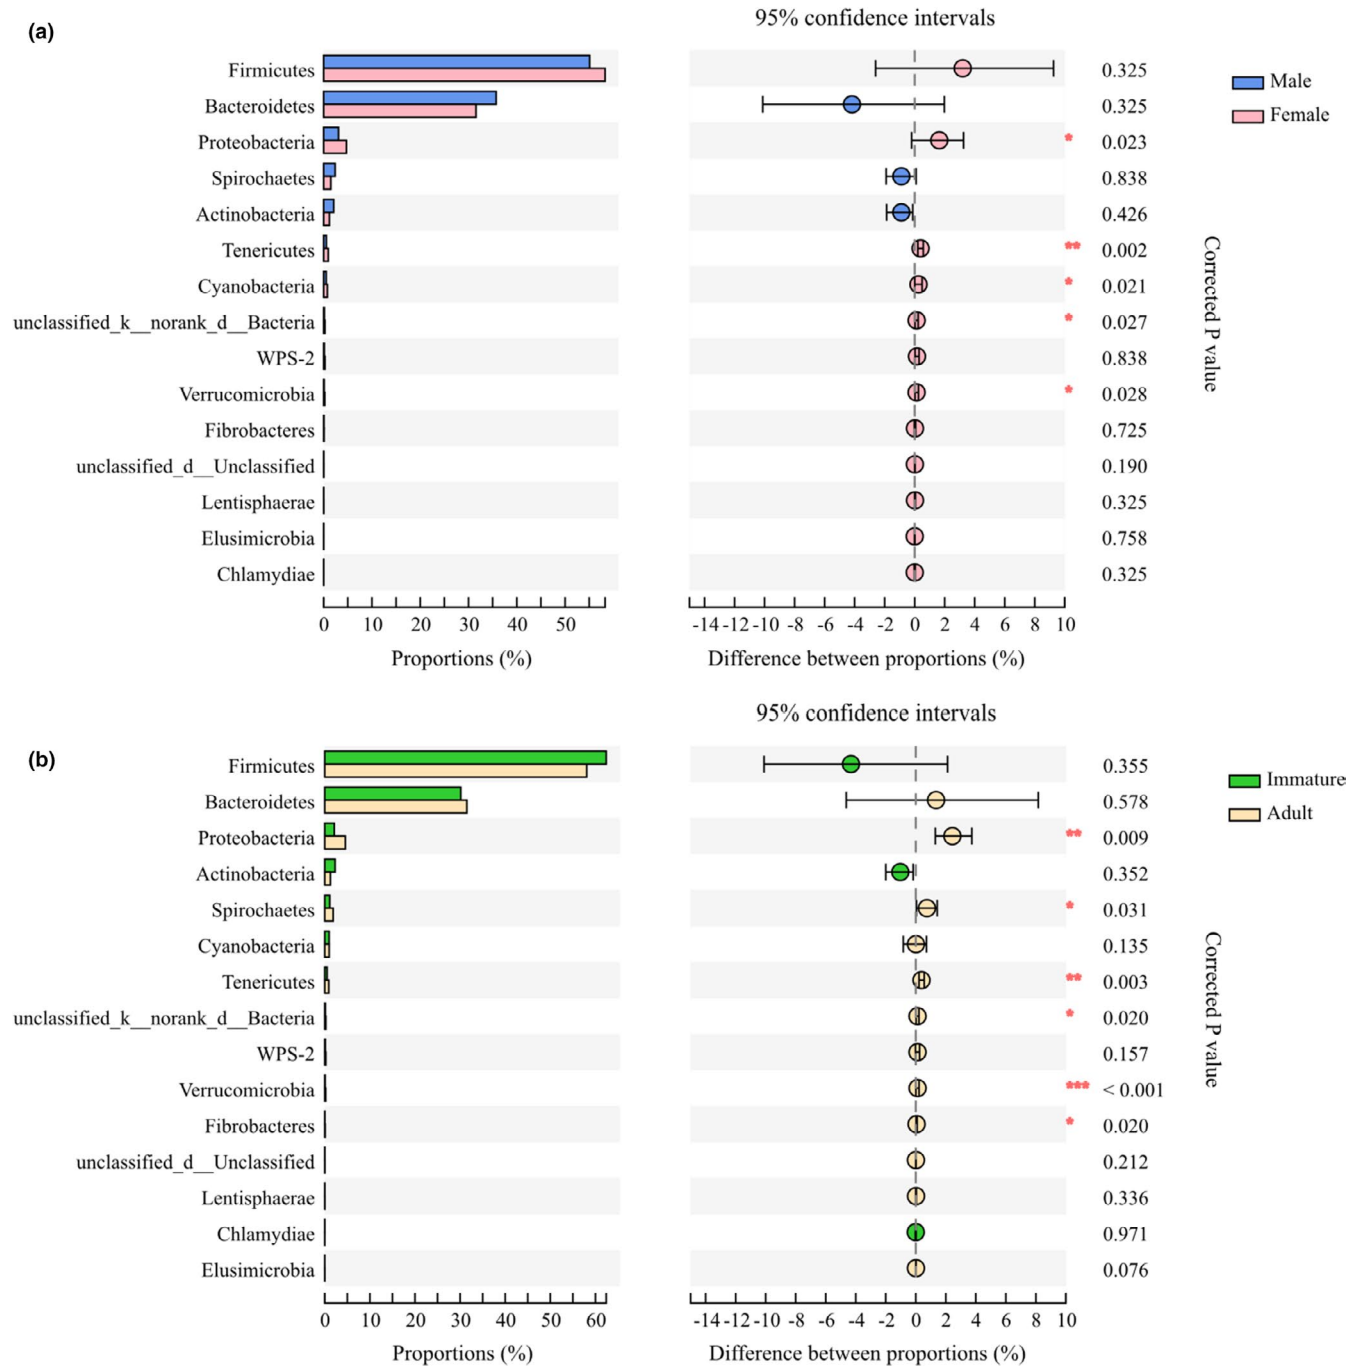 (a)
95% confidence intervals
Firmicutes 0.325
Bacteroidetes 0.325
Proteobacteria * 0.023
Spirochaetes 0.838
Actinobacteria 0.426
Tenericutes ** 0.002
Cyanobacteria * 0.021
unclassified_k__norank_d__Bacteria * 0.027
WPS-2 0.838
Verrucomicrobia * 0.028
Fibrobacteres 0.725
unclassified_d__Unclassified 0.190
Lentisphaerae 0.325
Elusimicrobia 0.758
Chlamydiae 0.325
Male
Female
Corrected P value
0 10 20 30 40 50
Proportions (%)
-14 -12 -10 -8 -6 -4 -2 0 2 4 6 8 10
Difference between proportions (%)
(b)
95% confidence intervals
Firmicutes 0.355
Bacteroidetes 0.578
Proteobacteria ** 0.009
Actinobacteria 0.352
Spirochaetes * 0.031
Cyanobacteria 0.135
Tenericutes ** 0.003
unclassified_k__norank_d__Bacteria * 0.020
WPS-2 0.157
Verrucomicrobia *** < 0.001
Fibrobacteres * 0.020
unclassified_d__Unclassified 0.212
Lentisphaerae 0.336
Chlamydiae 0.971
Elusimicrobia 0.076
Immature
Adult
Corrected P value
0 10 20 30 40 50 60
Proportions (%)
-14 -12 -10 -8 -6 -4 -2 0 2 4 6 8 10
Difference between proportions (%)